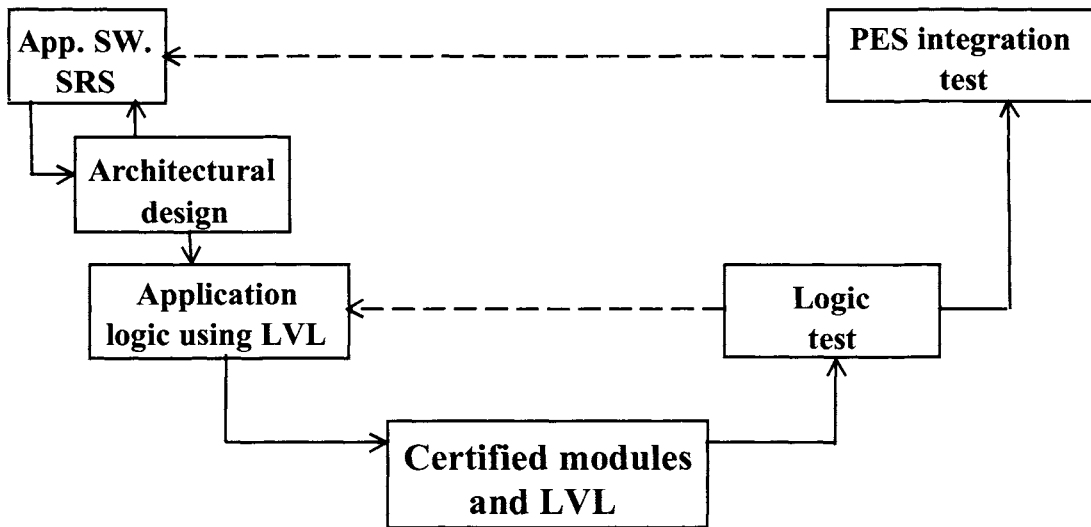 App. SW.
SRS
PES integration
test
Architectural
design
Application
logic using LVL
Logic
test
Certified modules
and LVL